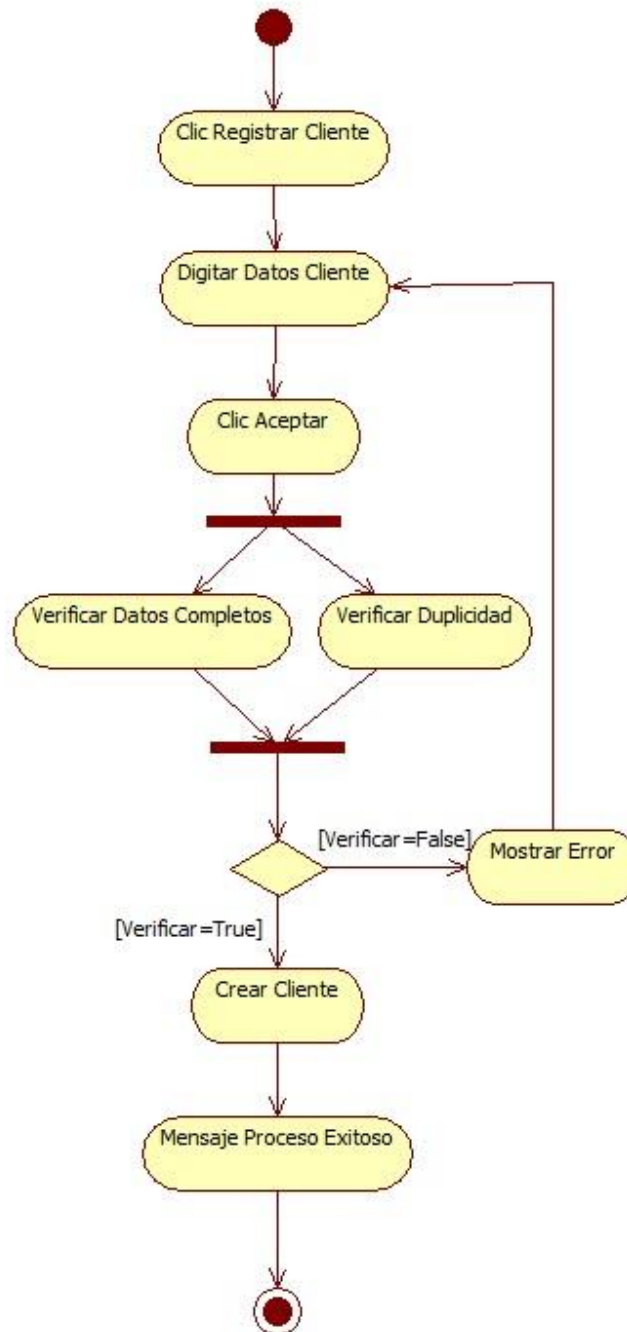 Clic Registrar Cliente
Digitar Datos Cliente
Clic Aceptar
Verificar Datos Completos
Verificar Duplicidad
[Verificar=False]
Mostrar Error
[Verificar=True]
Crear Cliente
Mensaje Proceso Exitoso